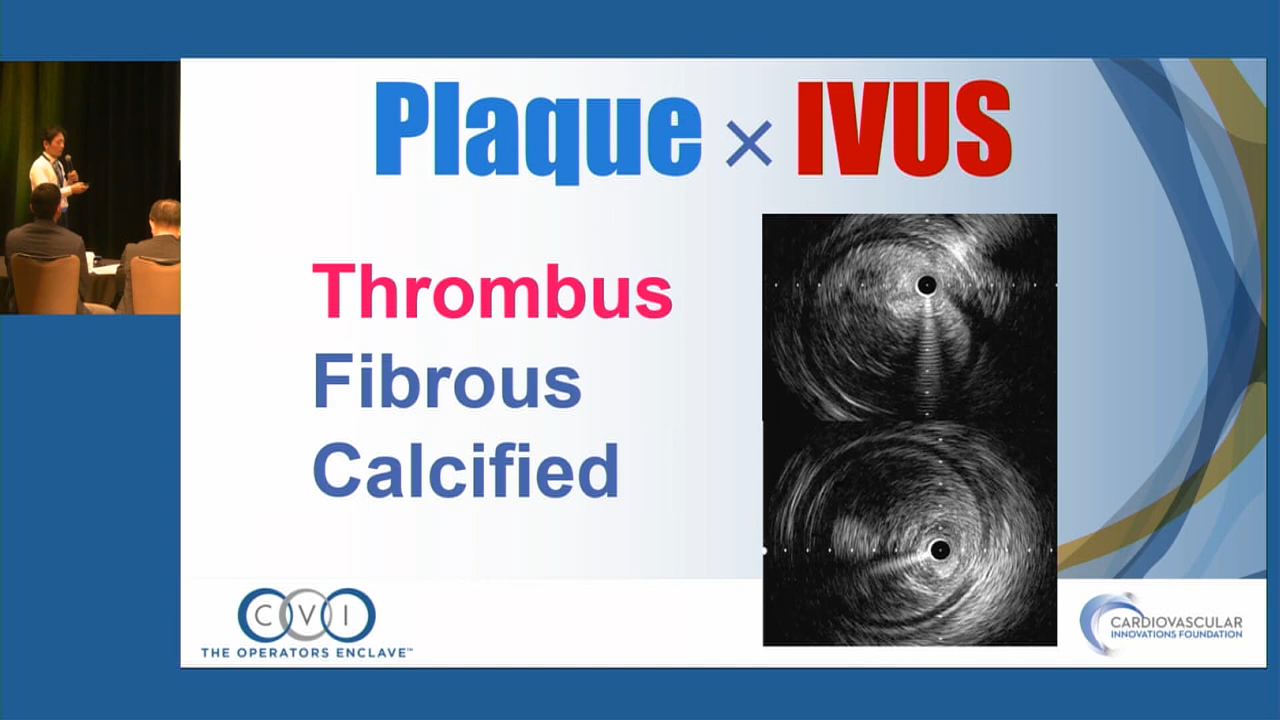 Plaque × IVUS
Thrombus
Fibrous
Calcified
CVI
THE OPERATORS ENCLAVE™
CARDIOVASCULAR
INNOVATIONS FOUNDATION